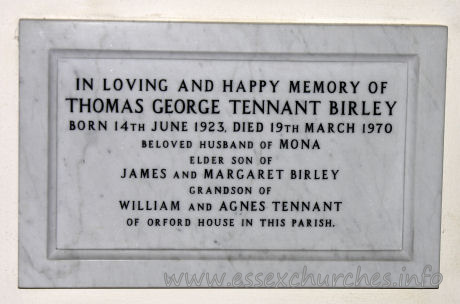 IN LOVING AND HAPPY MEMORY OF
THOMAS GEORGE TENNANT BIRLEY
BORN 14TH JUNE 1923, DIED 19TH MARCH 1970
BELOVED HUSBAND OF MONA
ELDER SON OF
JAMES AND MARGARET BIRLEY
GRANDSON OF
WILLIAM AND AGNES TENNANT
OF ORFORD HOUSE IN THIS PARISH.
www.essexchurches.info